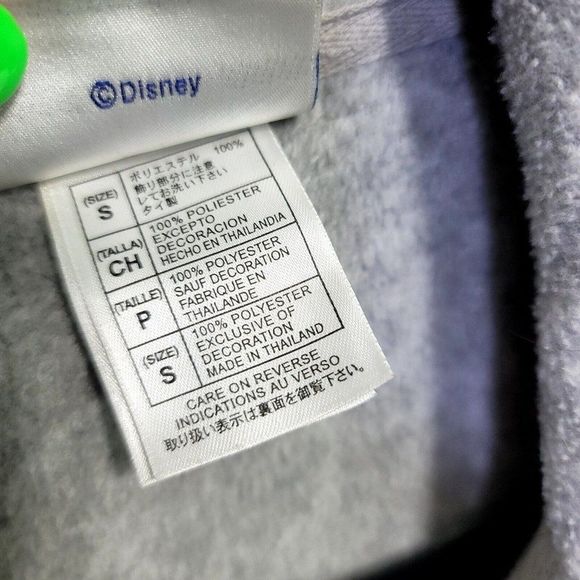 ©Disney
(SIZE)
S
ポリエステル 100%
飾り部分に注意
してお洗い下さい
タイ製
(TALLA)
CH
100% POLIESTER
EXCEPTO
DECORACION
HECHO EN THAILANDIA
(TAILLE)
P
100% POLYESTER
SAUF DECORATION
FABRIQUE EN
THAILANDE
(SIZE)
S
100% POLYESTER
EXCLUSIVE OF
DECORATION
MADE IN THAILAND
CARE ON REVERSE
INDICATIONS AU VERSO
取り扱い表示は裏面を御覧下さい。